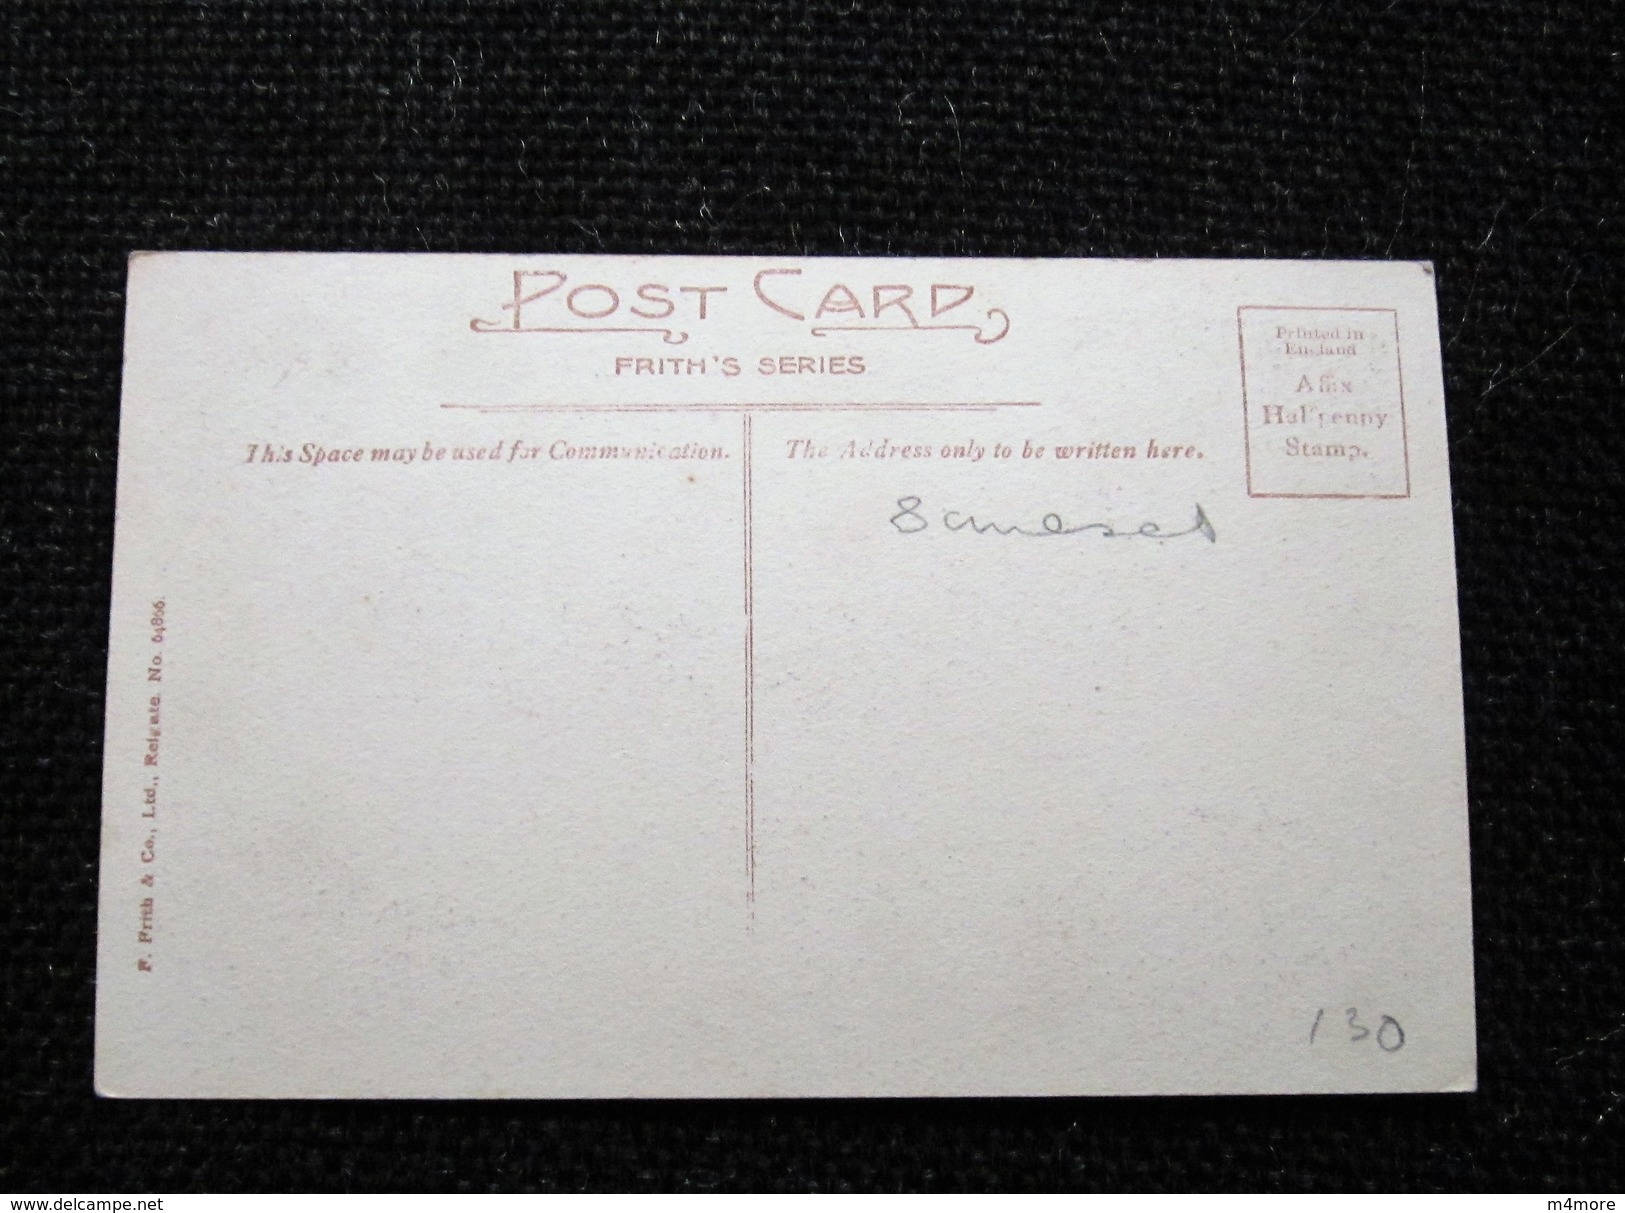 POST CARD
FRITH'S SERIES
Printed in
England
Affix
Halfpenny
Stamp.
This Space may be used for Communication.
The Address only to be written here.
Somerset
F. Frith & Co., Ltd., Reigate. No. 64866.
130
www.delcampe.net
m4more